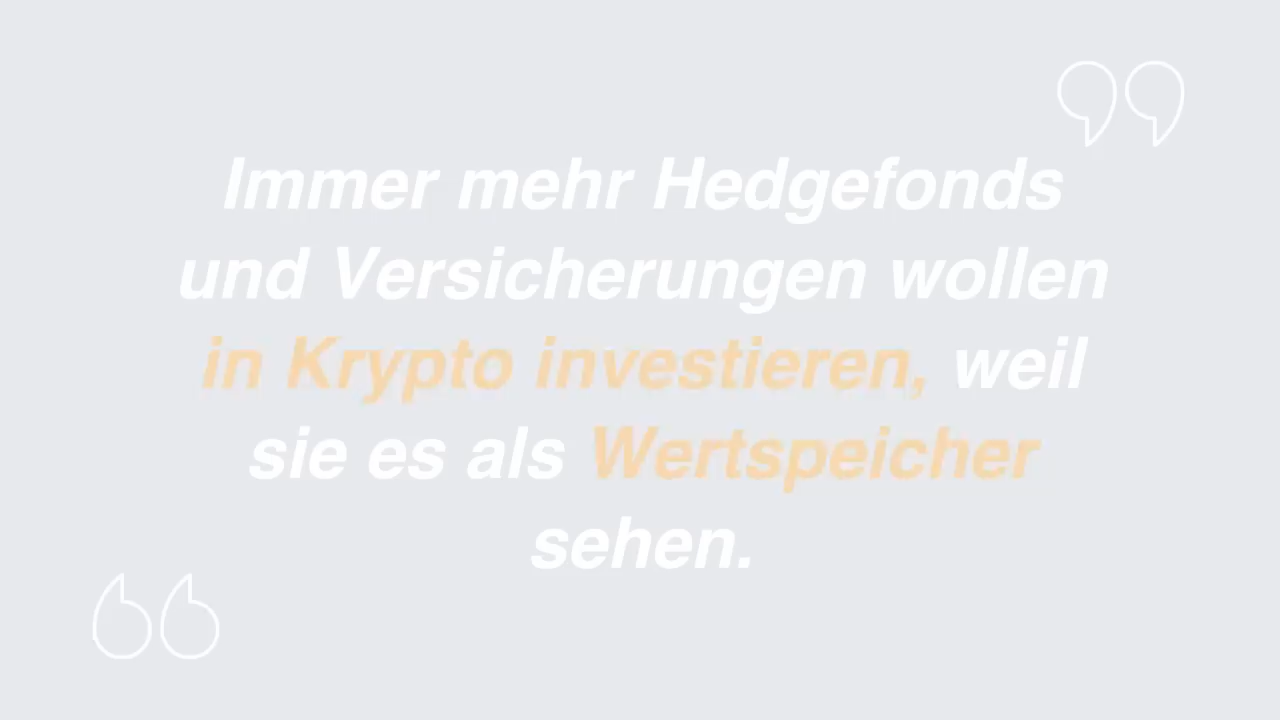 Immer mehr Hedgefonds
und Versicherungen wollen
in Krypto investieren, weil
sie es als Wertspeicher
sehen.